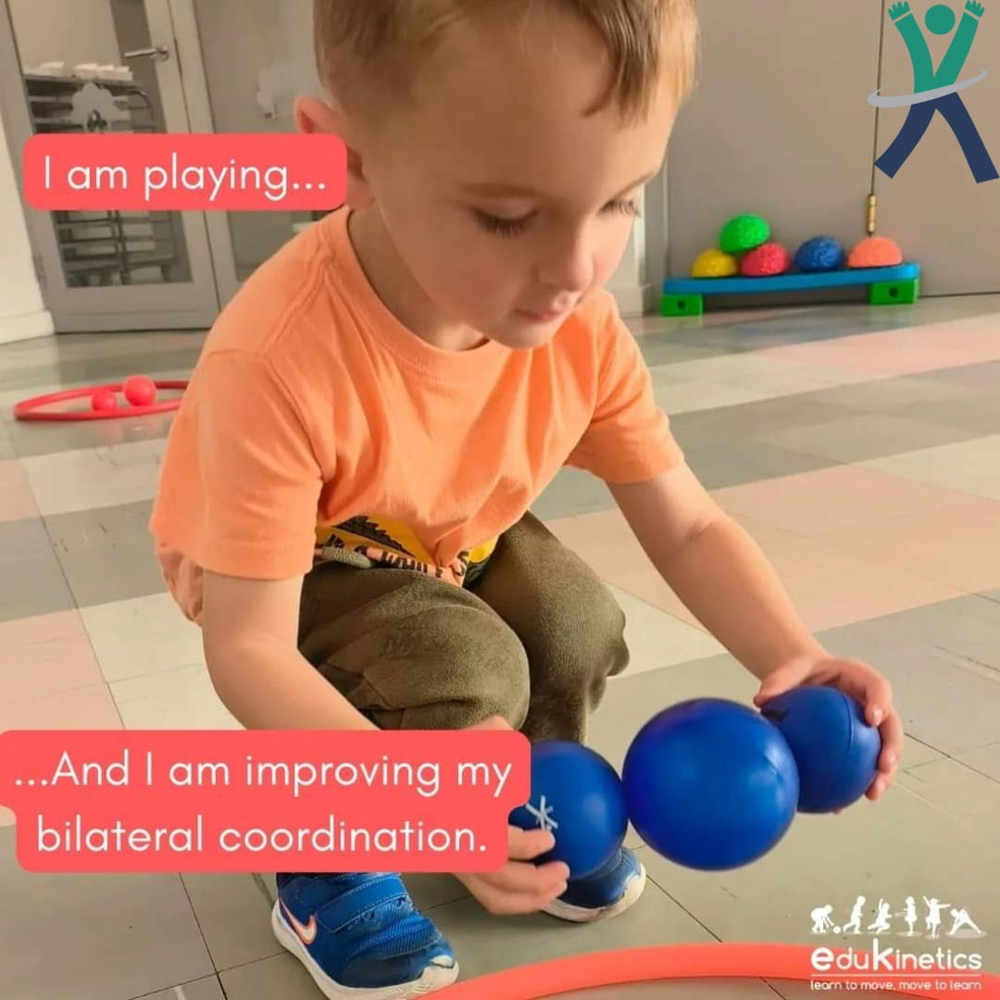 I am playing...
...And I am improving my
bilateral coordination.
eduKinetics
learn to move, move to learn